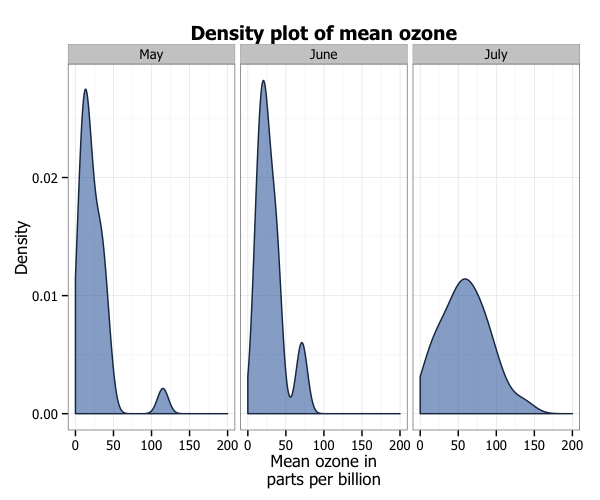 Density plot of mean ozone
May June July
Density
0.02
0.01
0.00
0 50 100 150 200 0 50 100 150 200 0 50 100 150 200
Mean ozone in
parts per billion